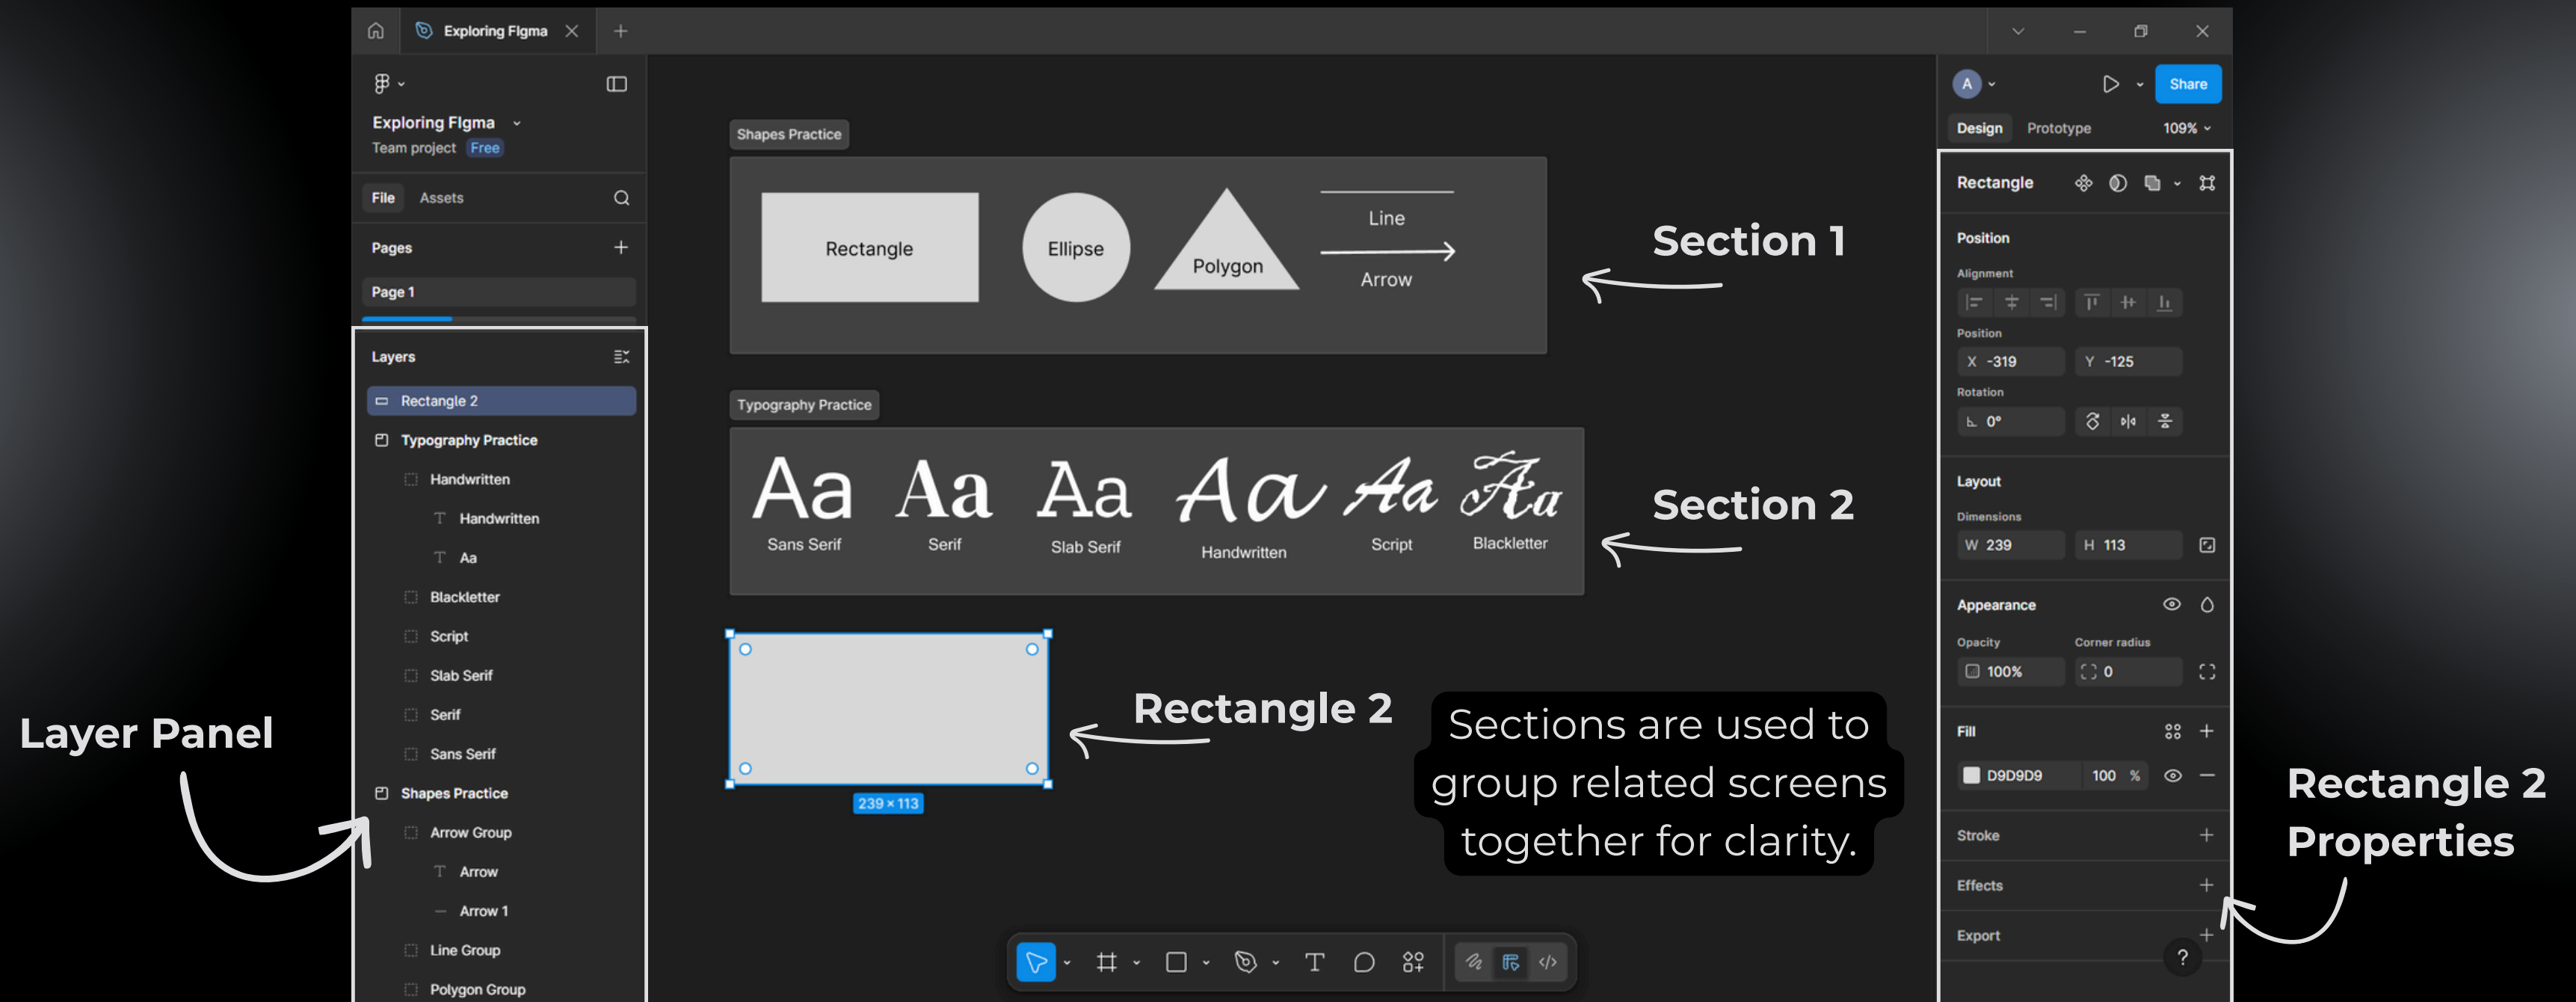 Exploring FIgma
Exploring FIgma
Team project Free
File Assets
Pages
Page 1
Layers
Rectangle 2
Typography Practice
Handwritten
Handwritten
Aa
Blackletter
Script
Slab Serif
Serif
Sans Serif
Shapes Practice
Arrow Group
Arrow
Arrow 1
Line Group
Polygon Group
Layer Panel
Shapes Practice
Rectangle
Ellipse
Polygon
Line
Arrow
Section 1
Typography Practice
Aa Aa Aa Aa Aa Aa
Sans Serif Serif Slab Serif Handwritten Script Blackletter
Section 2
239 × 113
Rectangle 2
Sections are used to
group related screens
together for clarity.
A
Share
Design Prototype 109%
Rectangle
Position
Alignment
Position
X -319 Y -125
Rotation
0°
Layout
Dimensions
W 239 H 113
Appearance
Opacity Corner radius
100% 0
Fill
D9D9D9 100 %
Stroke
Effects
Export
?
Rectangle 2
Properties